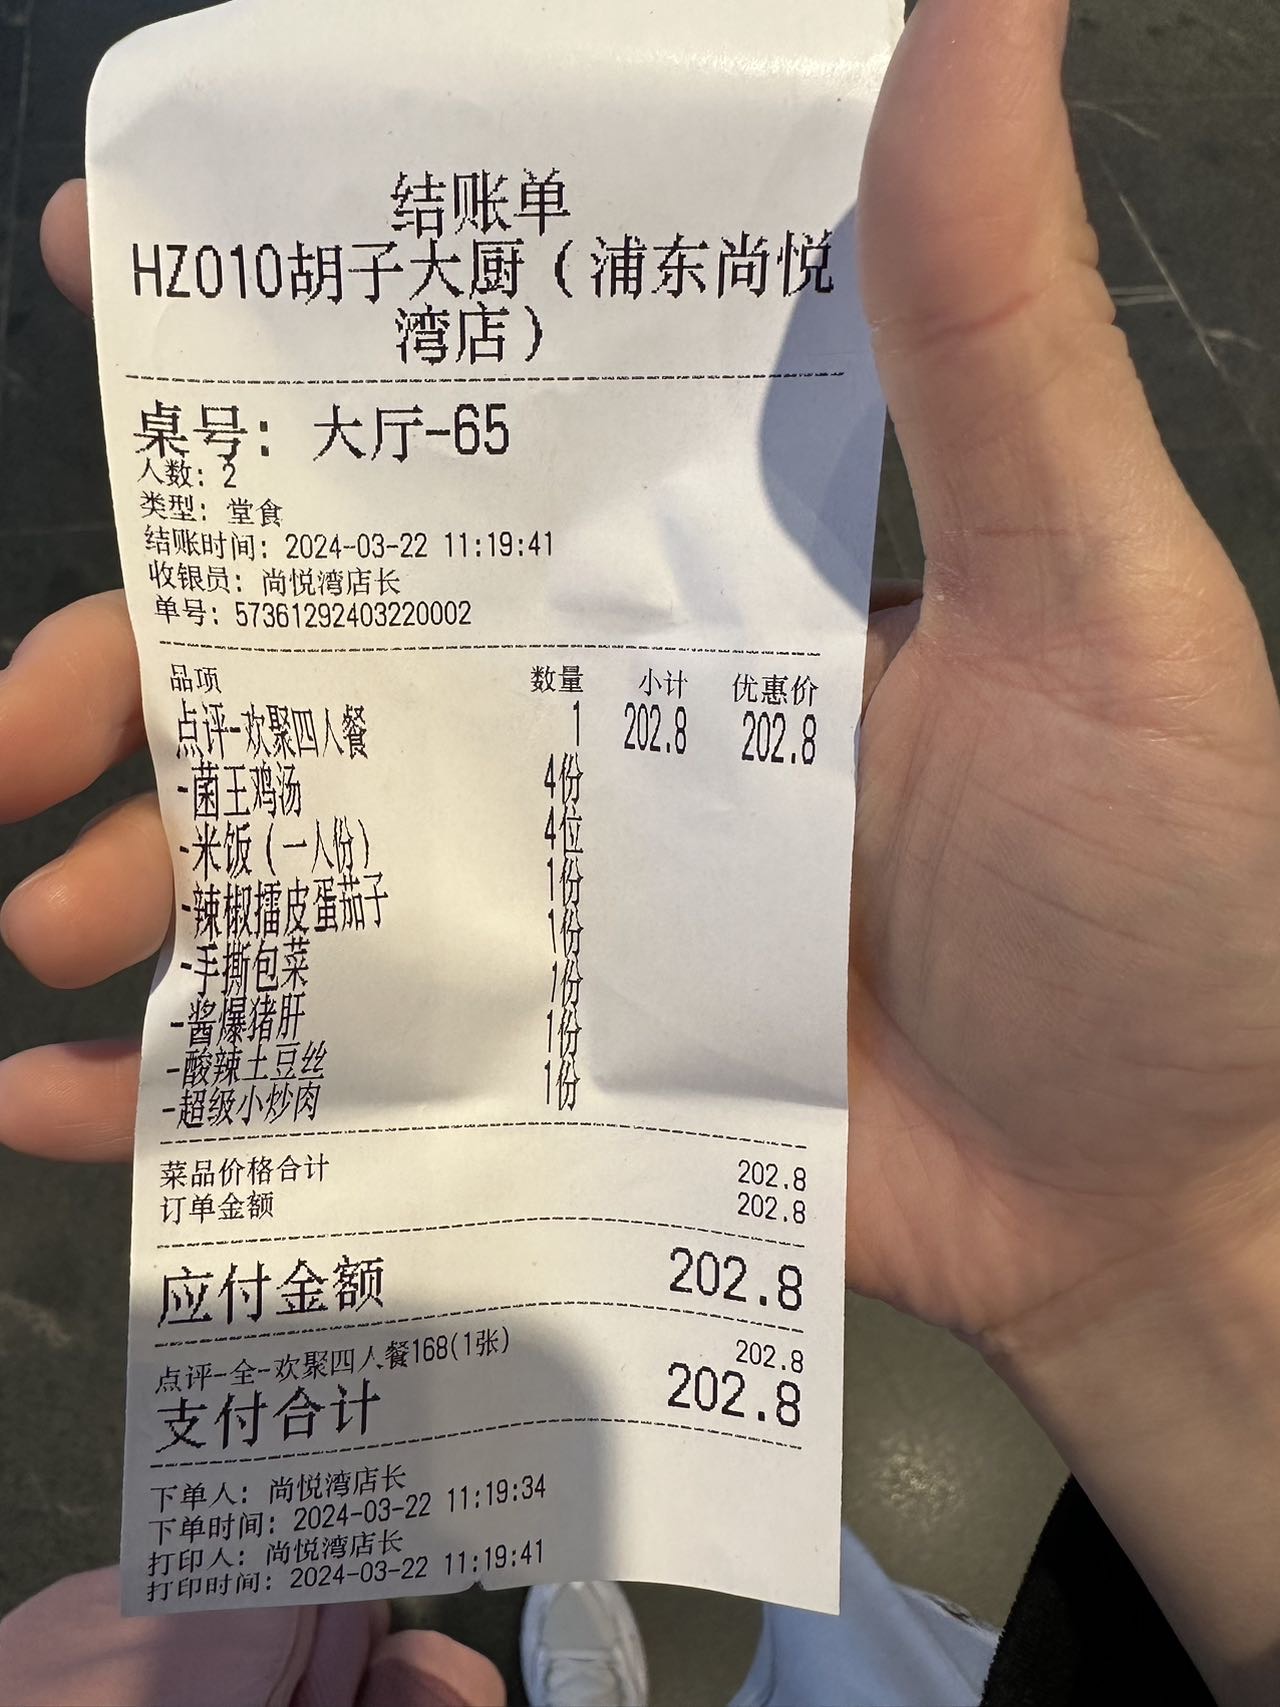 结账单
HZ010胡子大厨（浦东尚悦
湾店）
桌号：大厅-65
人数：2
类型：堂食
结账时间：2024-03-22 11:19:41
收银员：尚悦湾店长
单号：57361292403220002
品项 数量 小计 优惠价
点评-欢聚四人餐 1 202.8 202.8
-菌王鸡汤 4份
-米饭（一人份） 4位
-辣椒擂皮蛋茄子 1份
-手撕包菜 1份
-酱爆猪肝 1份
-酸辣土豆丝 1份
-超级小炒肉 1份
菜品价格合计 202.8
订单金额 202.8
应付金额 202.8
点评-全-欢聚四人餐168(1张) 202.8
支付合计 202.8
下单人：尚悦湾店长
下单时间：2024-03-22 11:19:34
打印人：尚悦湾店长
打印时间：2024-03-22 11:19:41